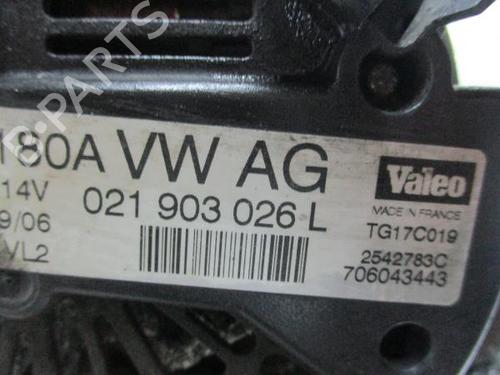 B-PARTS
180A VW AG
14V 021 903 026 L
9/06
VL2
Valeo
MADE IN FRANCE
TG17C019
2542783C
706043443